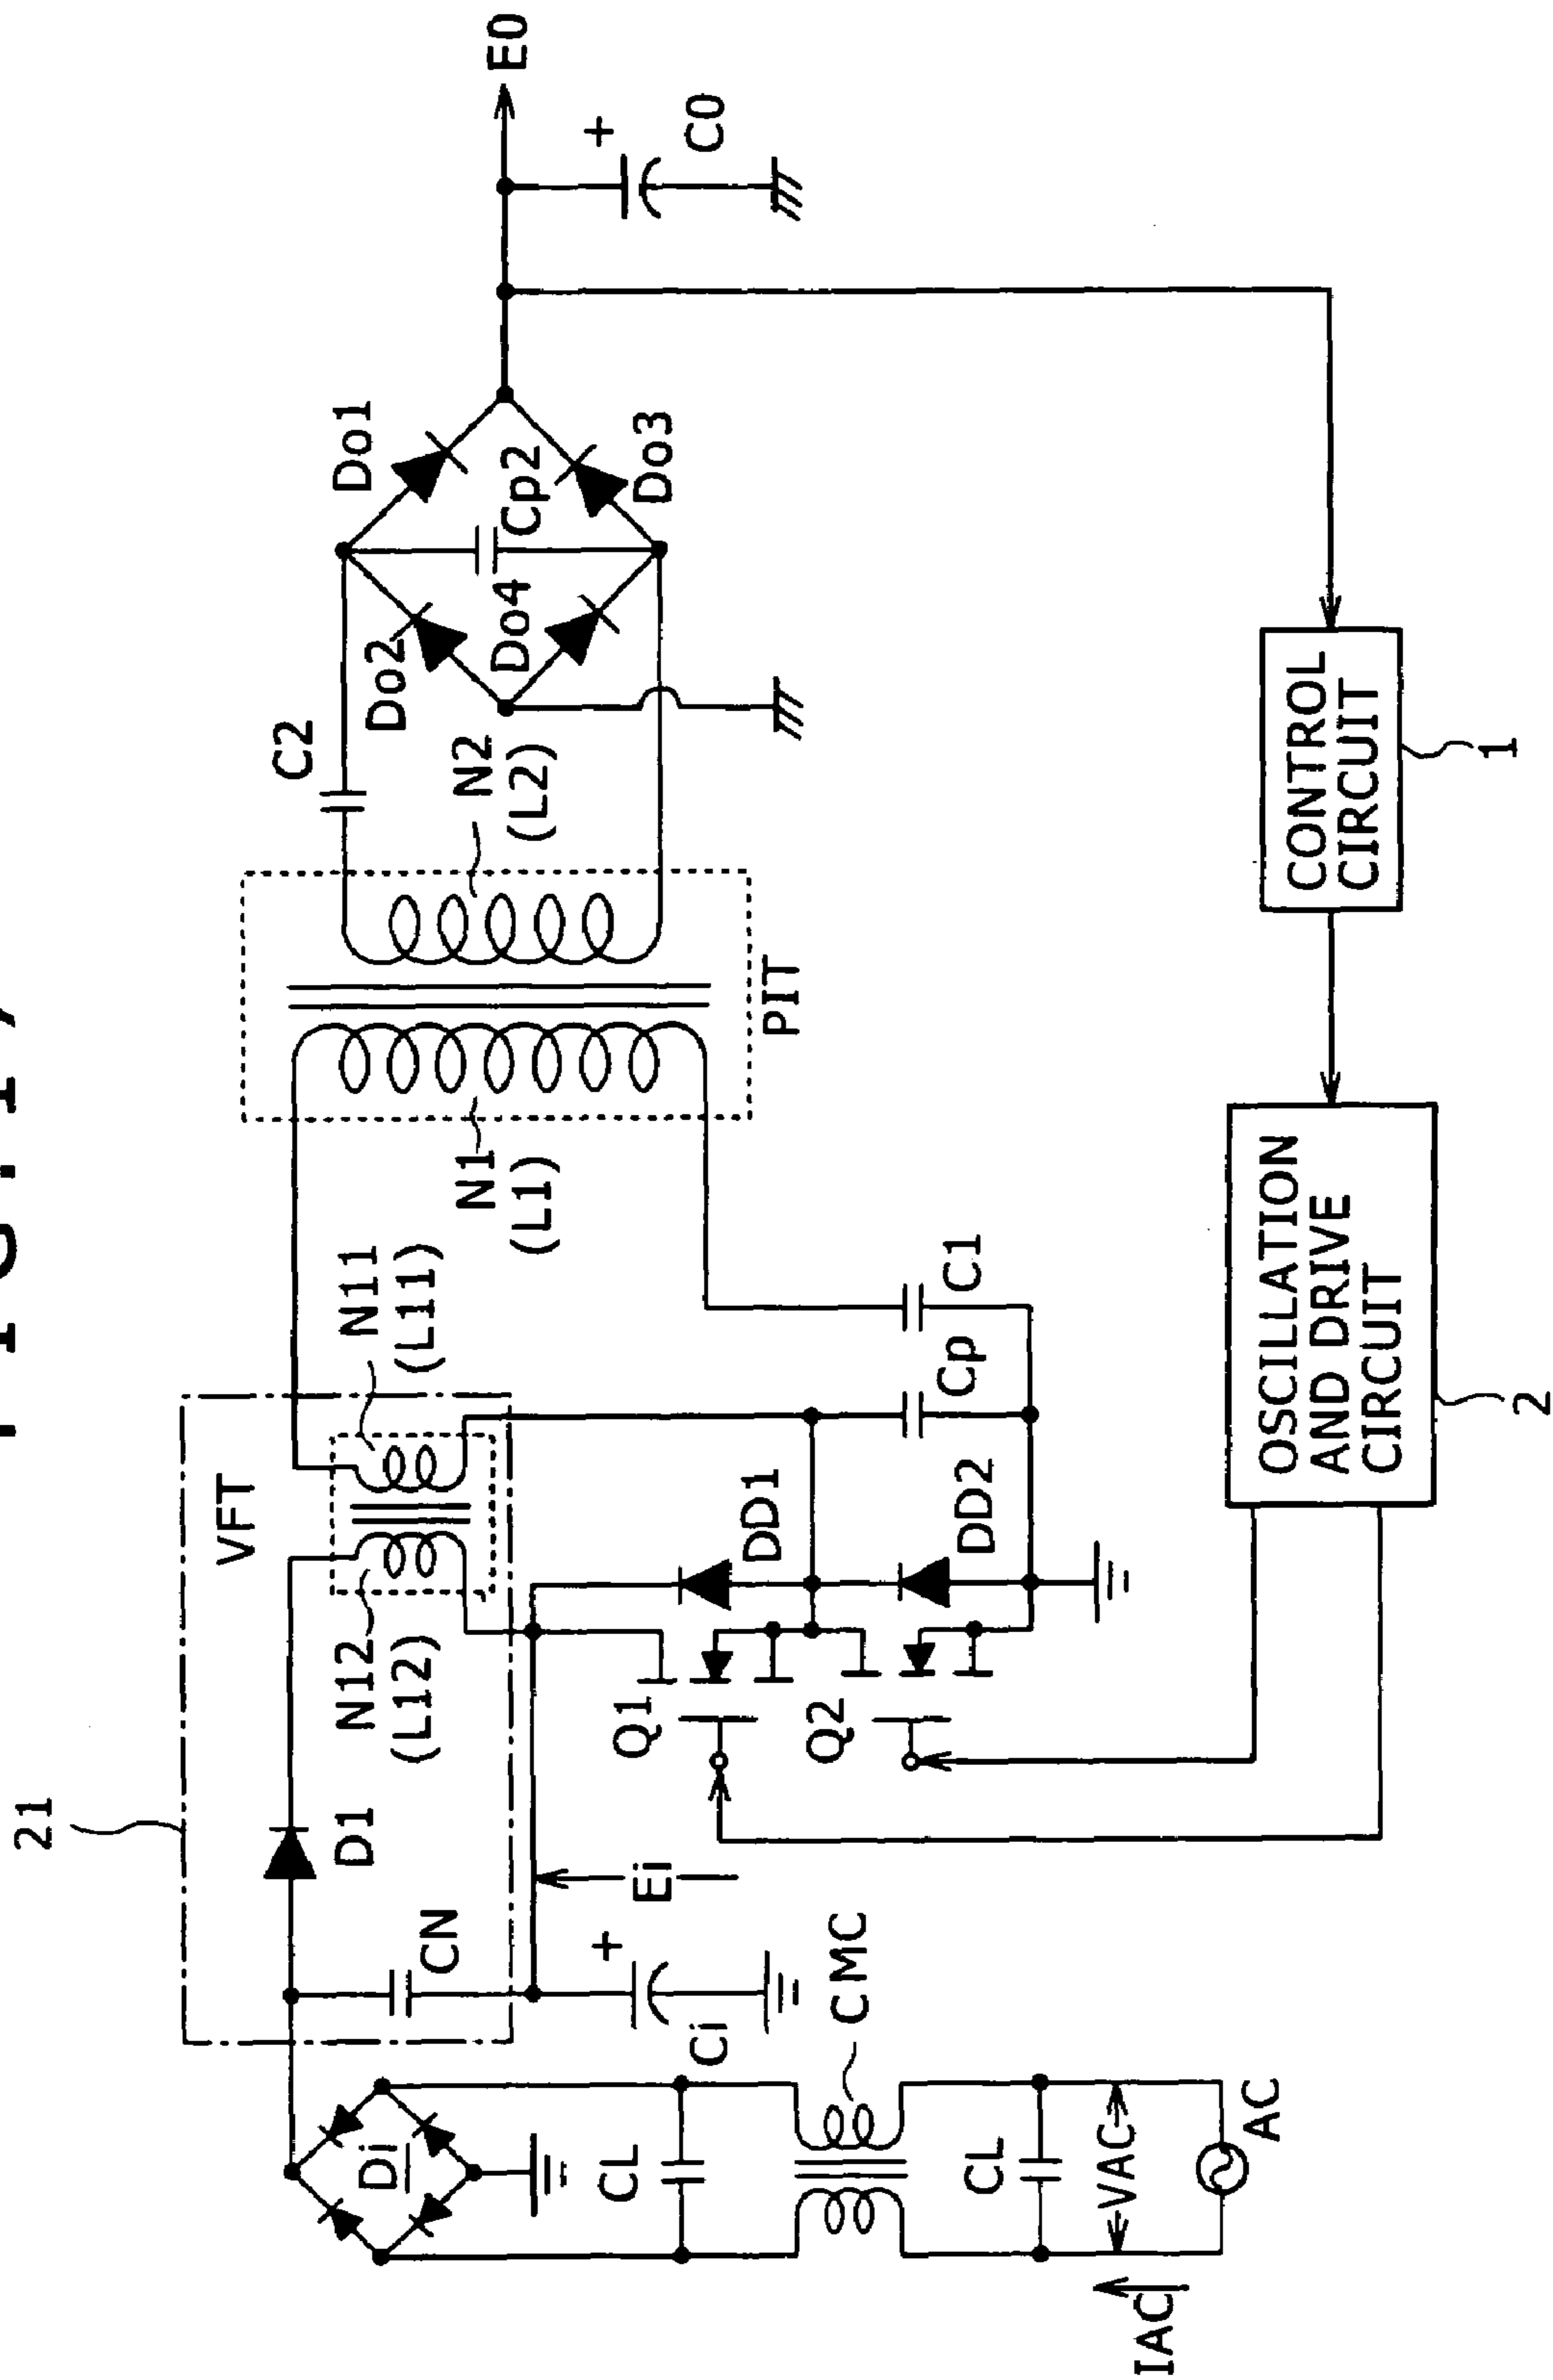 21
VFT
D1
CN
N12
(L12)
N11
(L11)
N1
(L1)
PIT
N2
(L2)
C2
Do1
Do2
Do3
Do4
Cp2
E0
+
C0
Di
Ei
+
Ci
Q1
Q2
DD1
DD2
Cp
C1
CL
CMC
CL
VAC
AC
IAC
OSCILLATION
AND DRIVE
CIRCUIT
2
CONTROL
CIRCUIT
1